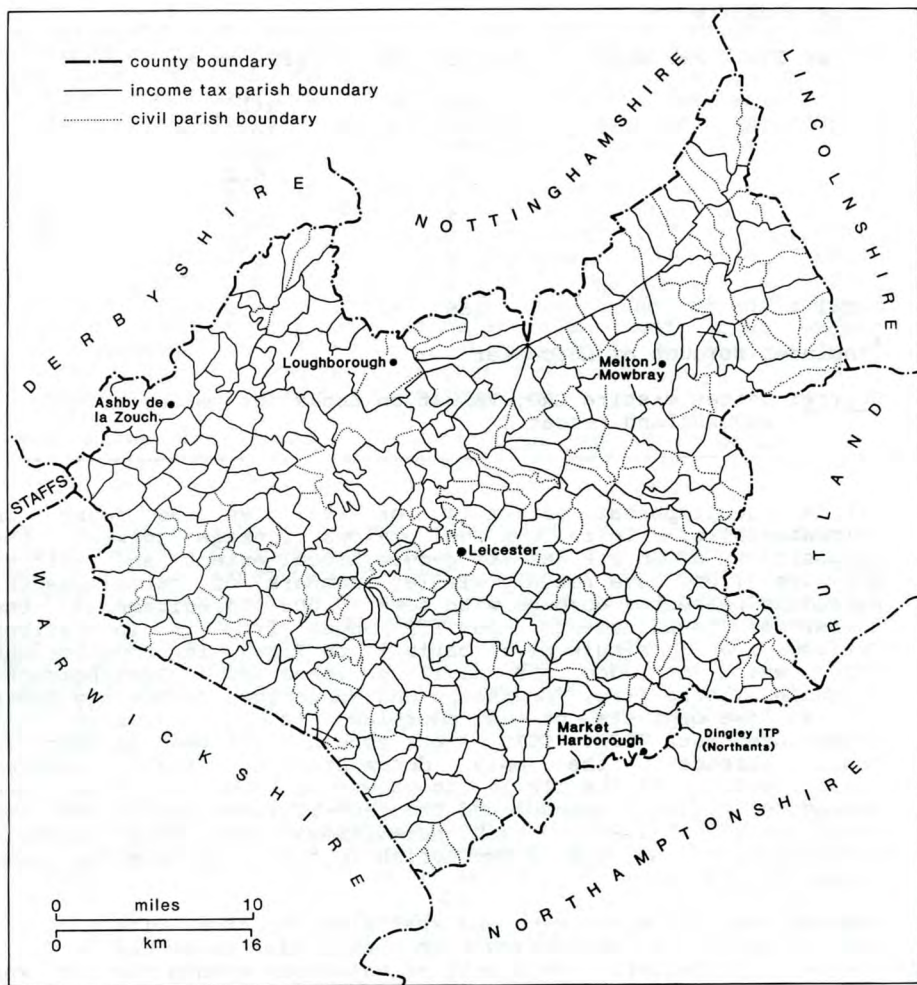 county boundary
income tax parish boundary
civil parish boundary
LINCOLNSHIRE
NOTTINGHAMSHIRE
DERBYSHIRE
Loughborough
Melton
Mowbray
Ashby de
la Zouch
RUTLAND
STAFFS
Leicester
WARWICKSHIRE
Market
Harborough
Dingley ITP
(Northants)
NORTHAMPTONSHIRE
0 miles 10
0 km 16